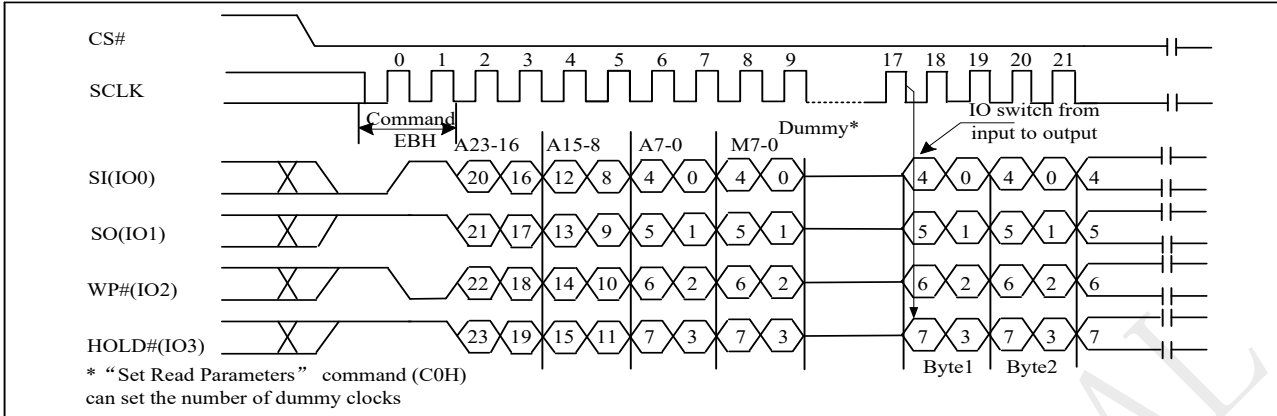 CS#
0 1 2 3 4 5 6 7 8 9 17 18 19 20 21
SCLK
Command
EBH
IO switch from
input to output
Dummy*
A23-16 A15-8 A7-0 M7-0
SI(IO0) 20 16 12 8 4 0 4 0 4 0 4 0 4
SO(IO1) 21 17 13 9 5 1 5 1 5 1 5 1 5
WP#(IO2) 22 18 14 10 6 2 6 2 6 2 6 2 6
HOLD#(IO3) 23 19 15 11 7 3 7 3 7 3 7 3 7
Byte1 Byte2
* “Set Read Parameters” command (C0H)
can set the number of dummy clocks